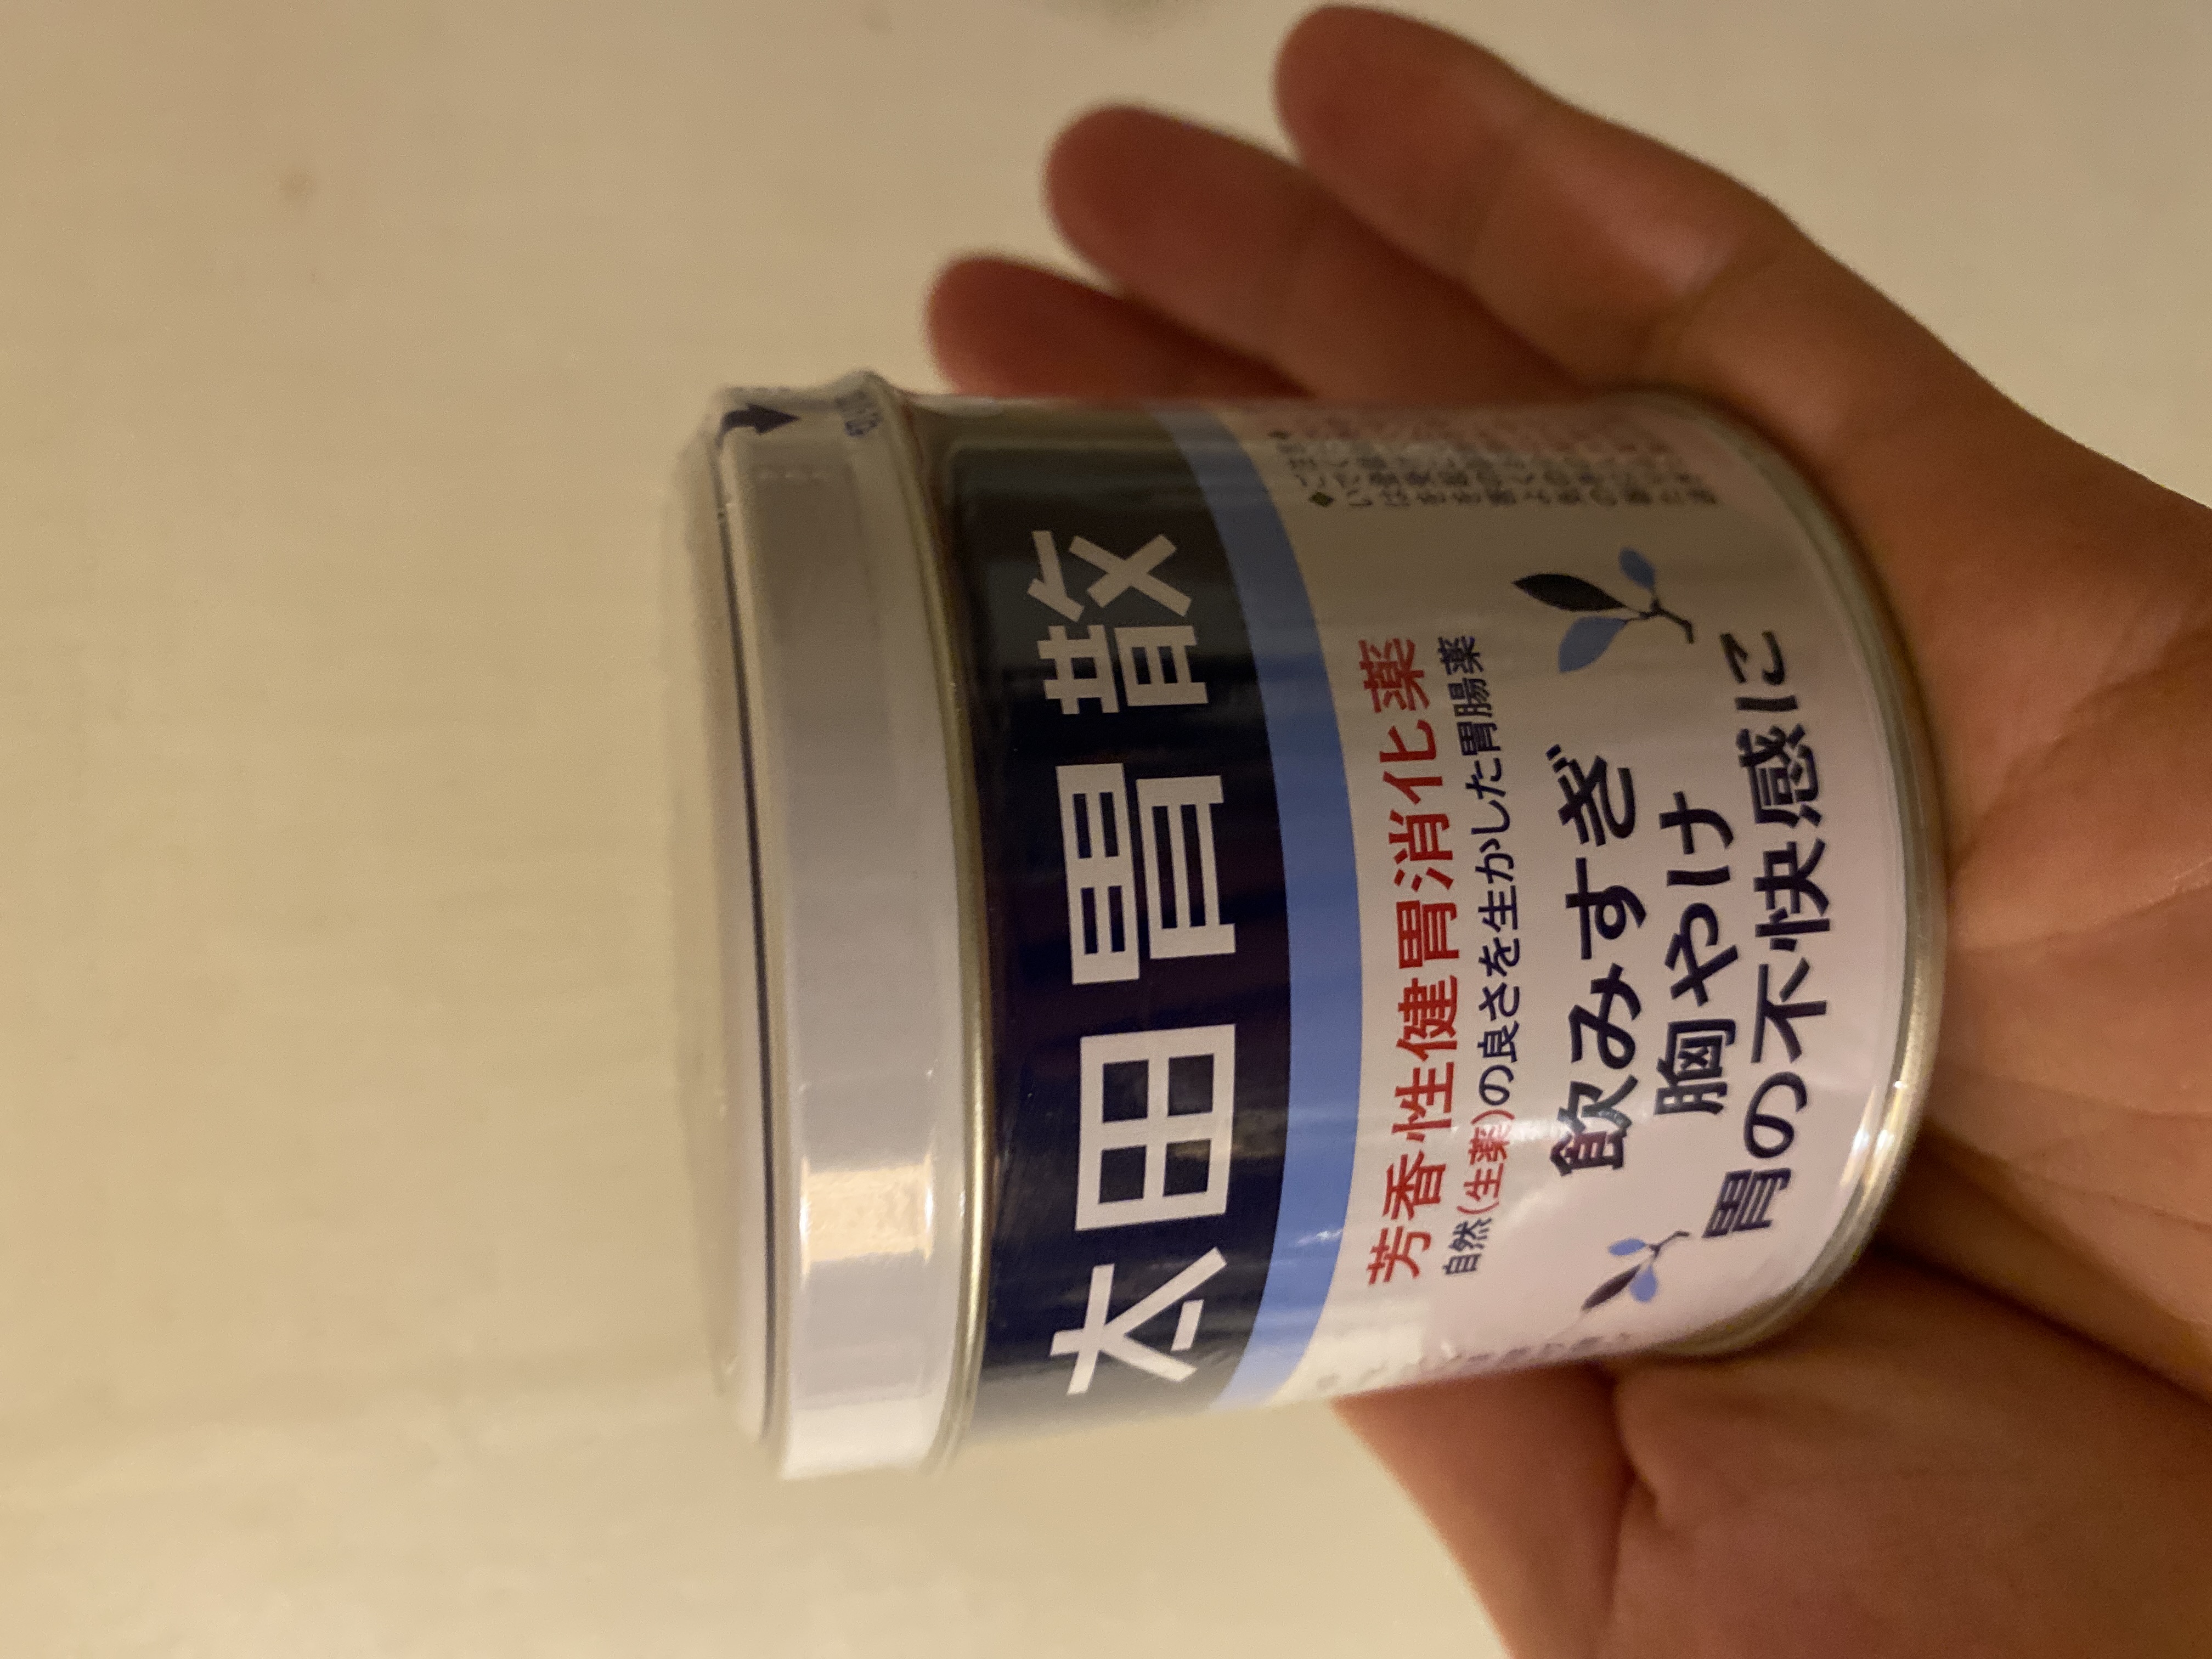 太田胃散
芳香性健胃消化薬
自然(生薬)の良さを生かした胃腸薬
飲みすぎ
胸やけ
胃の不快感に